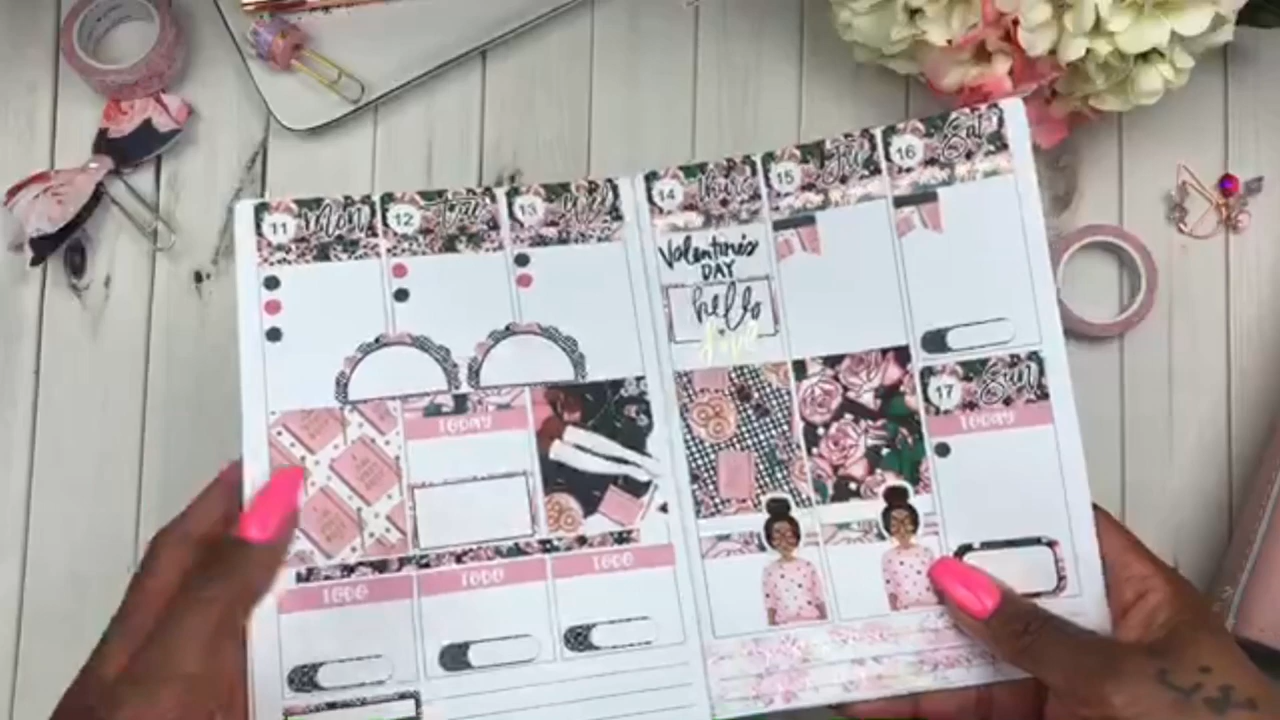 11 Mon
12 Tue
13 Wed
14 Thur
15 Fri
16 Sat
Valentine's
DAY
hello
love
17 Sun
TODAY
TODAY
TODO
TODO
TODO